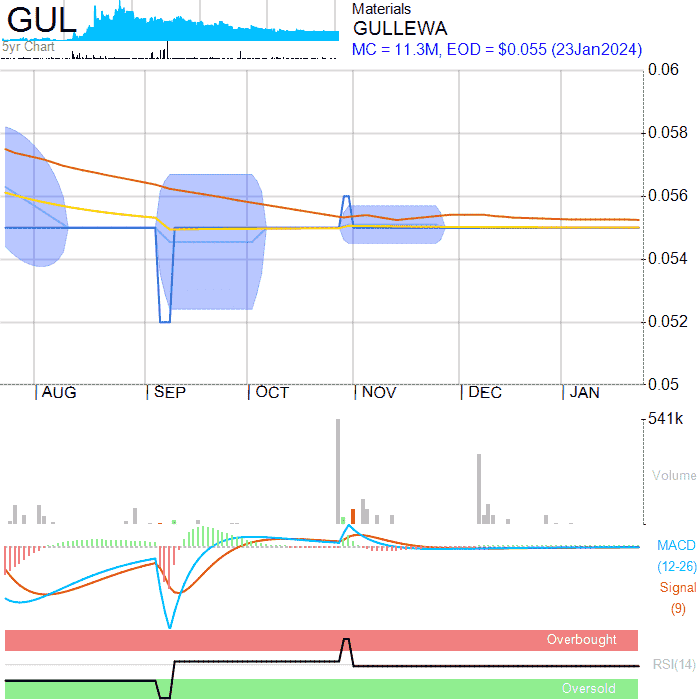 GUL
5yr Chart
Materials
GULLEWA
MC = 11.3M, EOD = $0.055 (23Jan2024)
0.06
0.058
0.056
0.054
0.052
0.05
AUG SEP OCT NOV DEC JAN
541k
Volume
MACD
(12-26)
Signal
(9)
Overbought
RSI(14)
Oversold